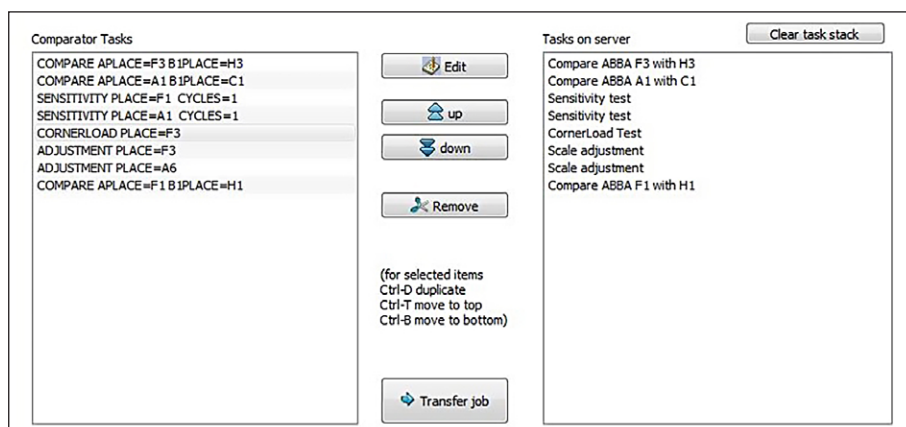 Comparator Tasks
COMPARE APLACE=F3 B1PLACE=H3
COMPARE APLACE=A1 B1PLACE=C1
SENSITIVITY PLACE=F1 CYCLES=1
SENSITIVITY PLACE=A1 CYCLES=1
CORNERLOAD PLACE=F3
ADJUSTMENT PLACE=F3
ADJUSTMENT PLACE=A6
COMPARE APLACE=F1 B1PLACE=H1
Edit
up
down
Remove
(for selected items
Ctrl-D duplicate
Ctrl-T move to top
Ctrl-B move to bottom)
Transfer job
Tasks on server
Clear task stack
Compare ABBA F3 with H3
Compare ABBA A1 with C1
Sensitivity test
Sensitivity test
CornerLoad Test
Scale adjustment
Scale adjustment
Compare ABBA F1 with H1